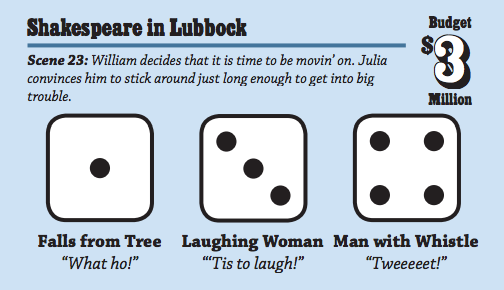 Shakespeare in Lubbock
Budget
$3
Million
Scene 23: William decides that it is time to be movin’ on. Julia
convinces him to stick around just long enough to get into big
trouble.
Falls from Tree
“What ho!”
Laughing Woman
“‘Tis to laugh!”
Man with Whistle
“Tweeeeet!”